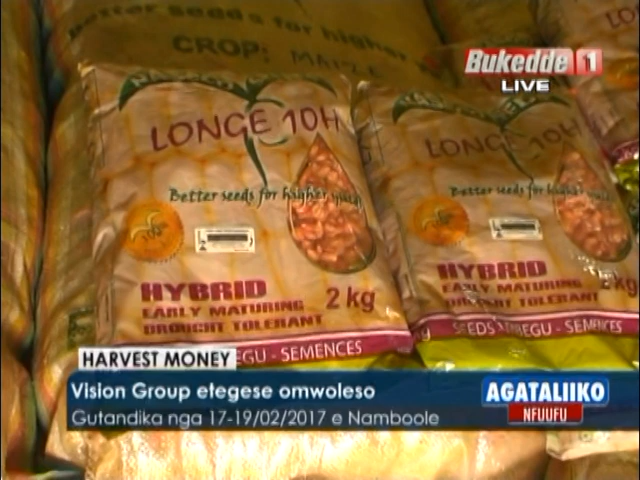 Better seeds for higher
CROP: MAIZE
Bukedde 1
LIVE
LONGE 10H
Better seeds for higher yield
HYBRID
EARLY MATURING
DROUGHT TOLERANT
2 kg
EGU - SEMENCES
LONGE 10H
Better seeds for higher
HYBRID
EARLY MATURING
DROUGHT TOLERANT
2 kg
SEEDS
MEGU - SEMENCES
HARVEST MONEY
Vision Group etegese omwoleso
Gutandika nga 17-19/02/2017 e Namboole
AGATALIIKO
NFUUFU